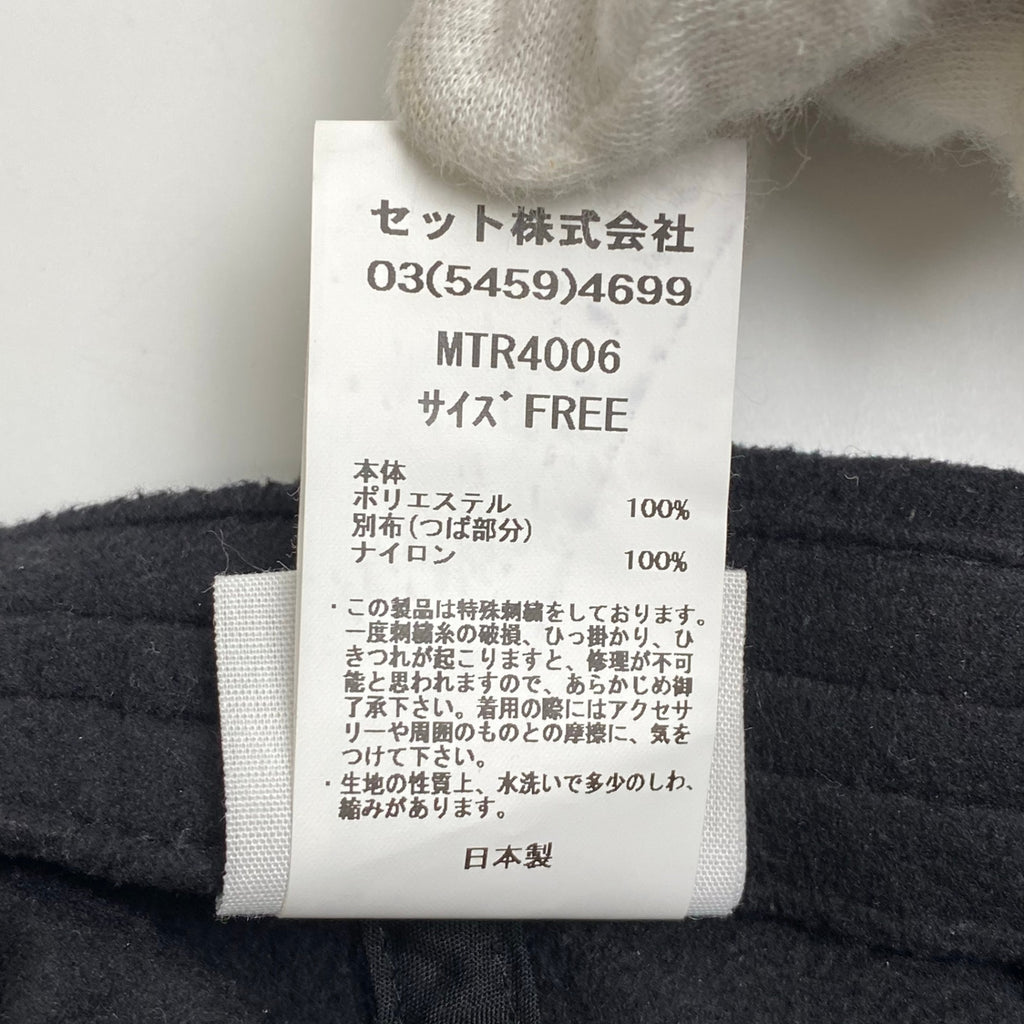 セット株式会社
03(5459)4699
MTR4006
サイズ FREE
本体
ポリエステル 100%
別布(つば部分)
ナイロン 100%
・この製品は特殊刺繍をしております。
一度刺繍糸の破損、ひっ掛かり、ひ
きつれが起こりますと、修理が不可
能と思われますので、あらかじめ御
了承下さい。着用の際にはアクセサ
リーや周囲のものとの摩擦に、気を
つけて下さい。
・生地の性質上、水洗いで多少のしわ、
縮みがあります。
日本製